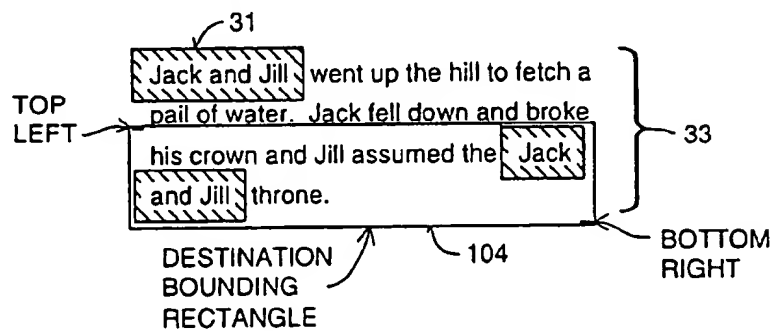 31
Jack and Jill went up the hill to fetch a
pail of water. Jack fell down and broke
his crown and Jill assumed the Jack
and Jill throne.
TOP
LEFT
33
DESTINATION
BOUNDING
RECTANGLE
104
BOTTOM
RIGHT